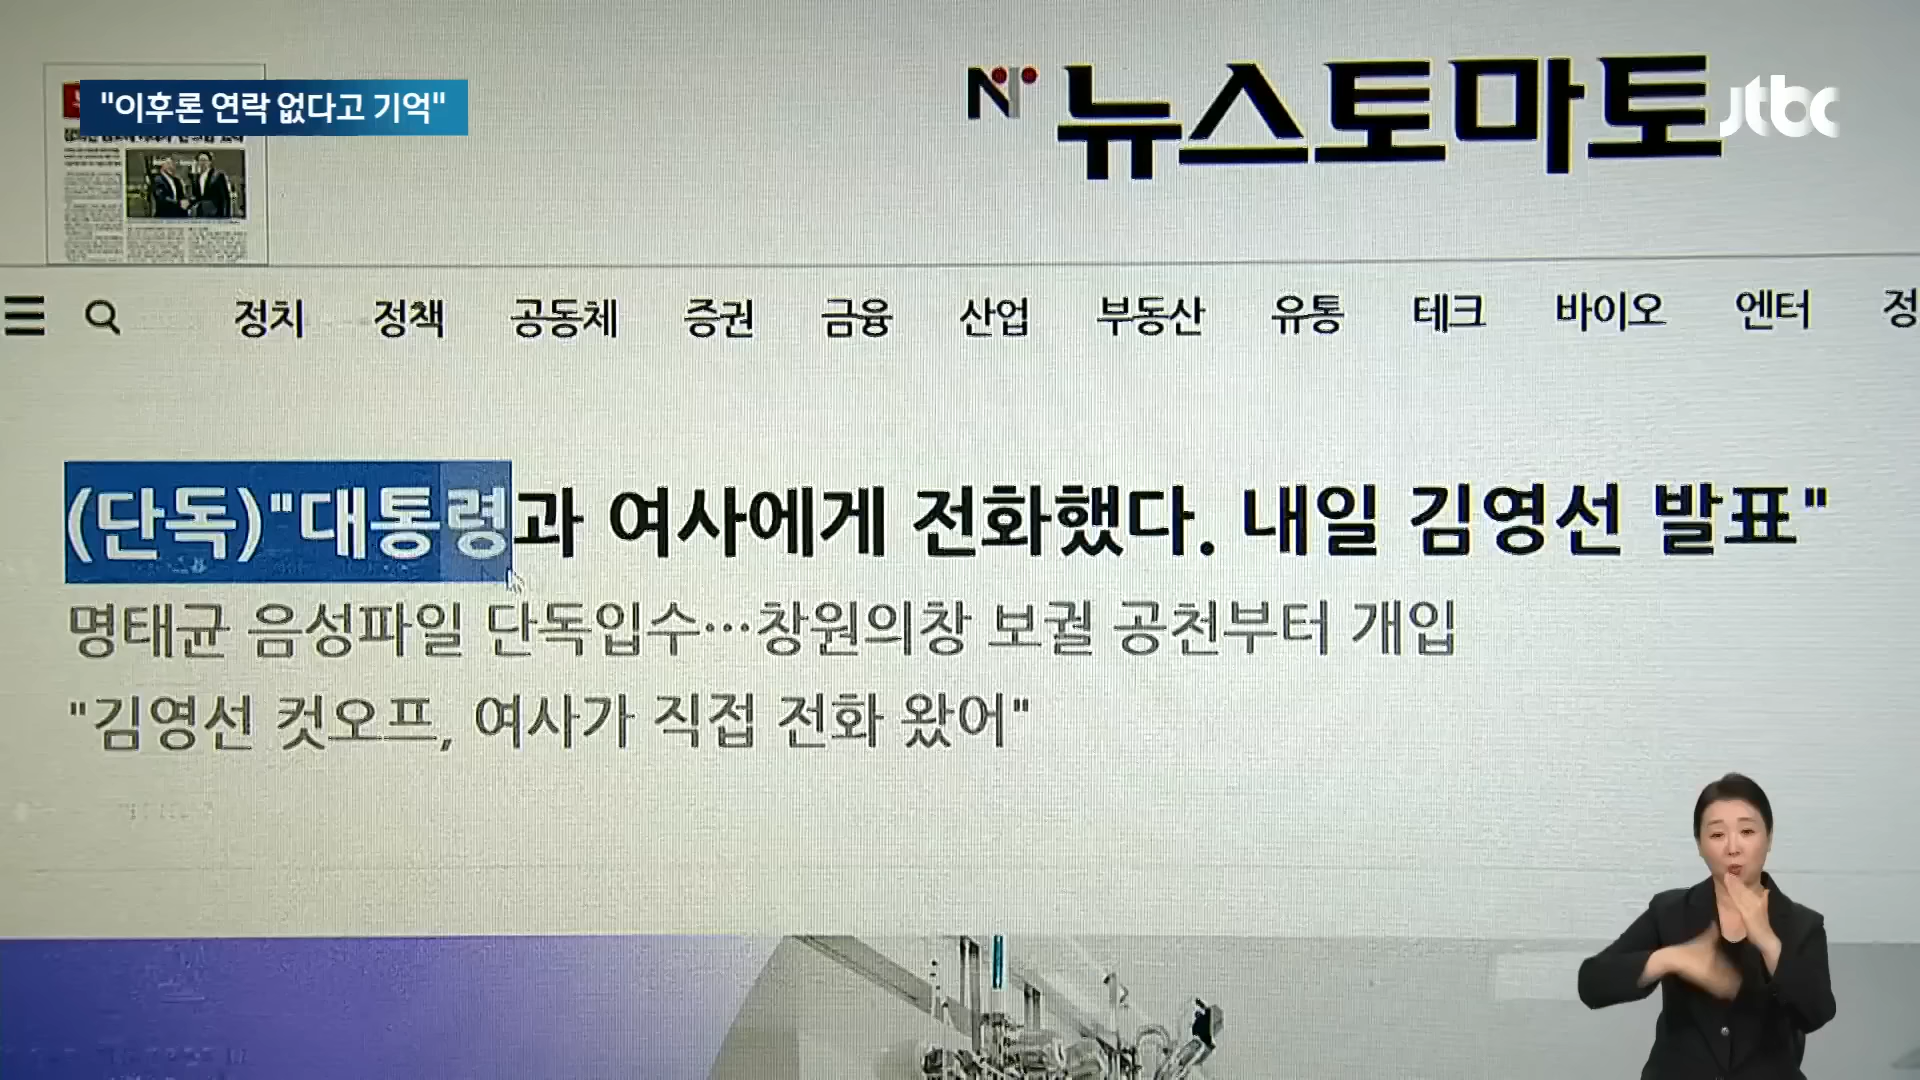 "이후론 연락 없다고 기억"
뉴스토마토
jtbc
정치 정책 공동체 증권 금융 산업 부동산 유통 테크 바이오 엔터 정
(단독)"대통령과 여사에게 전화했다. 내일 김영선 발표"
명태균 음성파일 단독입수…창원의창 보궐 공천부터 개입
"김영선 컷오프, 여사가 직접 전화 왔어"